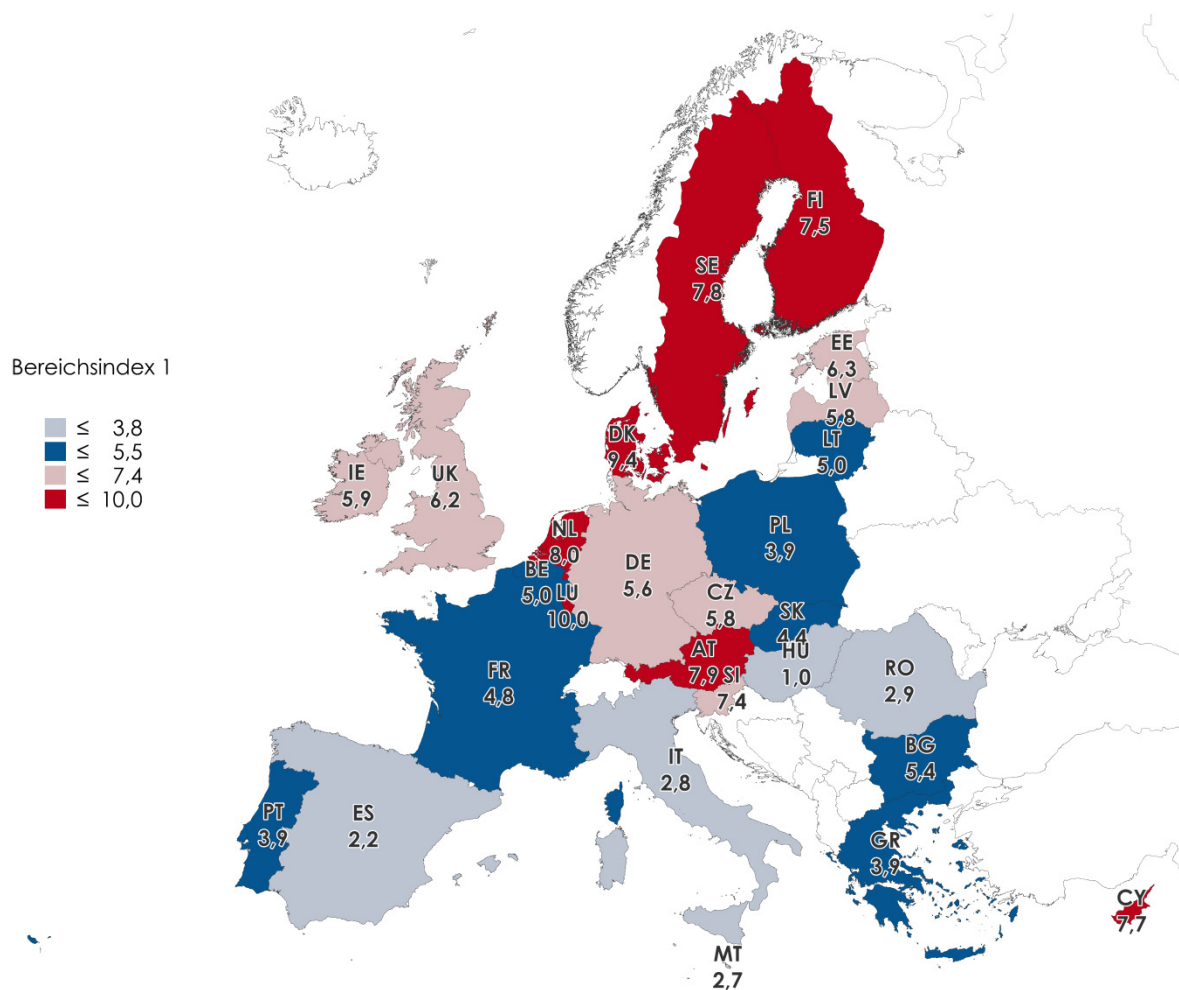 Bereichsindex 1
≤ 3,8
≤ 5,5
≤ 7,4
≤ 10,0
FI
7,5
SE
7,8
EE
6,3
LV
5,8
LT
5,0
DK
9,4
IE
5,9
UK
6,2
NL
8,0
BE
5,0
LU
10,0
DE
5,6
PL
3,9
CZ
5,8
SK
4,4
AT
7,9
HU
1,0
SI
7,4
RO
2,9
FR
4,8
BG
5,4
IT
2,8
PT
3,9
ES
2,2
GR
3,9
CY
7,7
MT
2,7